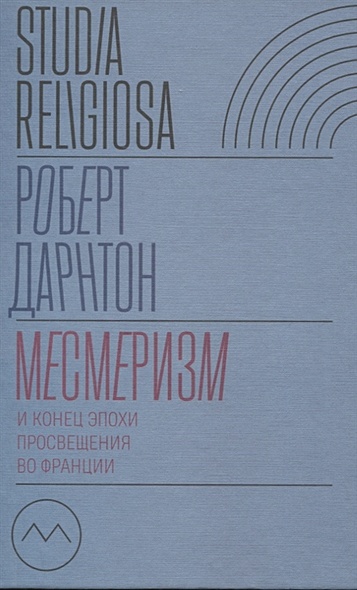 STUDIA
RELIGIOSA
РОБЕРТ
ДАРНТОН
МЕСМЕРИЗМ
И КОНЕЦ ЭПОХИ
ПРОСВЕЩЕНИЯ
ВО ФРАНЦИИ